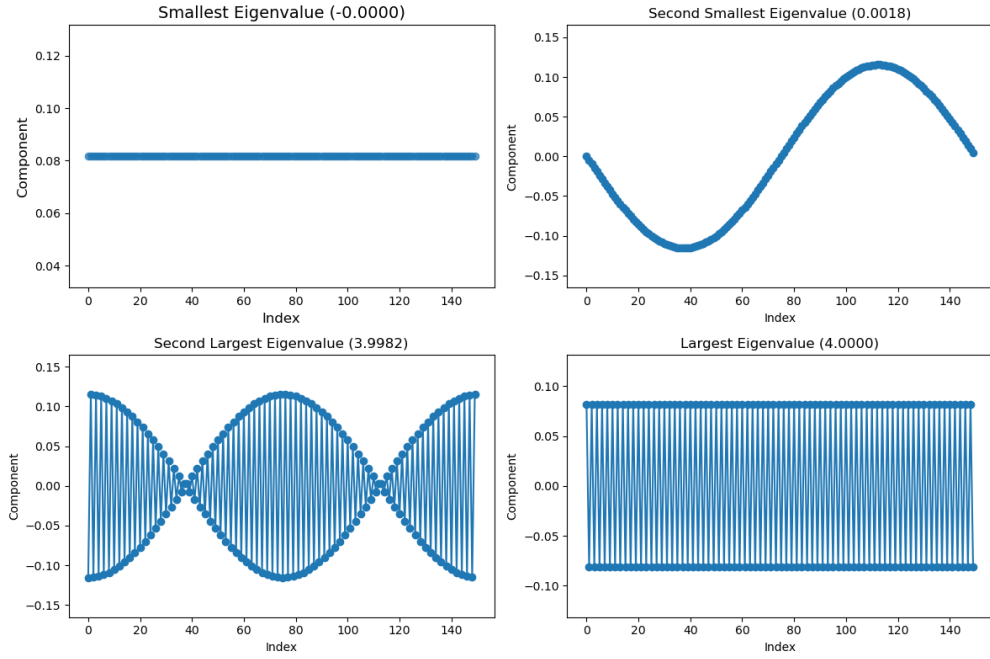 Smallest Eigenvalue (-0.0000)
Component
0.12
0.10
0.08
0.06
0.04
0 20 40 60 80 100 120 140
Index
Second Smallest Eigenvalue (0.0018)
Component
0.15
0.10
0.05
0.00
−0.05
−0.10
−0.15
0 20 40 60 80 100 120 140
Index
Second Largest Eigenvalue (3.9982)
Component
0.15
0.10
0.05
0.00
−0.05
−0.10
−0.15
0 20 40 60 80 100 120 140
Index
Largest Eigenvalue (4.0000)
Component
0.10
0.05
0.00
−0.05
−0.10
0 20 40 60 80 100 120 140
Index